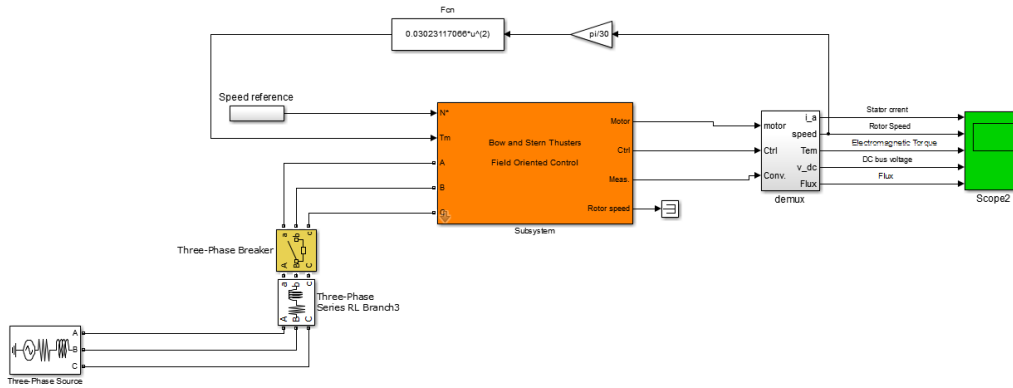 Fcn
0.03023117066*u^(2)
pi/30
Speed reference
N*
Tm
A
B
C
Bow and Stern Thusters
Field Oriented Control
Motor
Ctrl
Meas.
Rotor speed
Subsystem
motor
Ctrl
Conv.
i_a
speed
Tem
v_dc
Flux
demux
Stator crrent
Rotor Speed
Electromagnetic Torque
DC bus voltage
Flux
Scope2
Three-Phase Breaker
a
b
c
A
B
C
a
b
c
A
B
C
Three-Phase
Series RL Branch3
A
B
C
Three-Phase Source